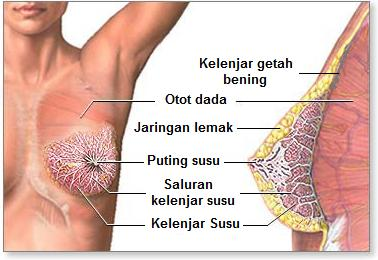 Kelenjar getah
bening
Otot dada
Jaringan lemak
Puting susu
Saluran
kelenjar susu
Kelenjar Susu